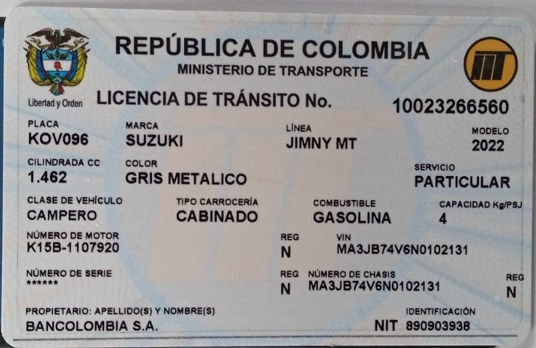 REPÚBLICA DE COLOMBIA
MINISTERIO DE TRANSPORTE
Libertad y Orden
LICENCIA DE TRÁNSITO No. 10023266560
PLACA MARCA LÍNEA MODELO
KOV096 SUZUKI JIMNY MT 2022
CILINDRADA CC COLOR SERVICIO
1.462 GRIS METALICO PARTICULAR
CLASE DE VEHÍCULO TIPO CARROCERÍA COMBUSTIBLE CAPACIDAD Kg/PSJ
CAMPERO CABINADO GASOLINA 4
NÚMERO DE MOTOR REG VIN
K15B-1107920 N MA3JB74V6N0102131
NÚMERO DE SERIE REG NÚMERO DE CHASIS REG
****** N MA3JB74V6N0102131 N
PROPIETARIO: APELLIDO(S) Y NOMBRE(S) IDENTIFICACIÓN
BANCOLOMBIA S.A. NIT 890903938